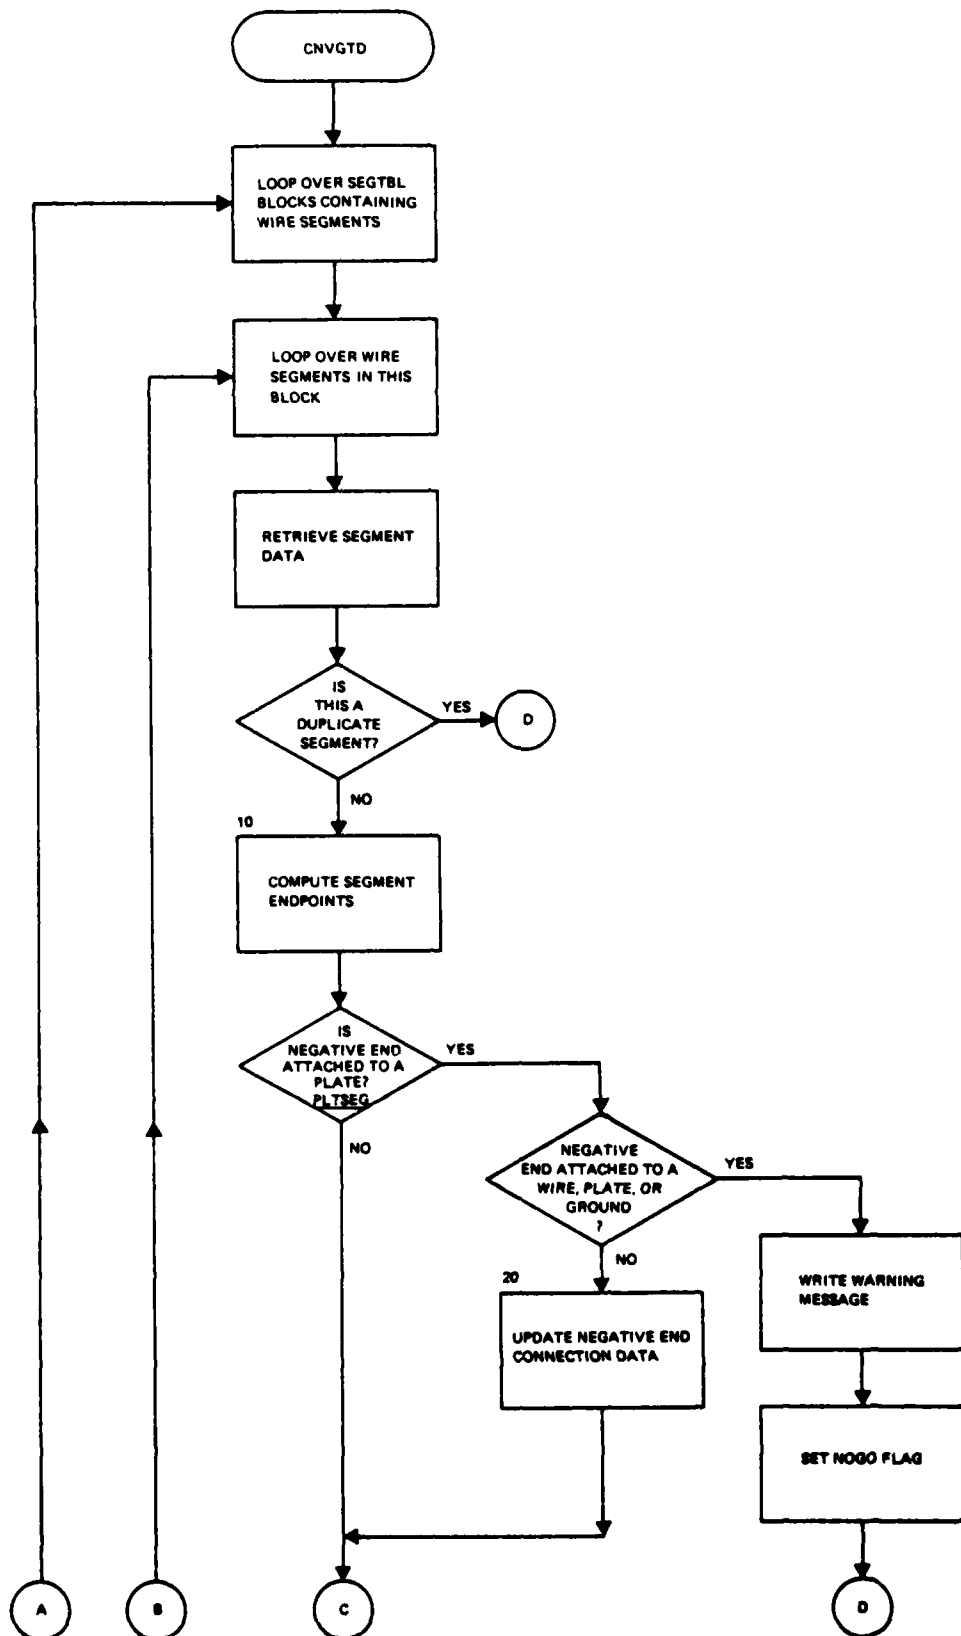 CNVGTD
LOOP OVER SEGTBL
BLOCKS CONTAINING
WIRE SEGMENTS
LOOP OVER WIRE
SEGMENTS IN THIS
BLOCK
RETRIEVE SEGMENT
DATA
IS
THIS A
DUPLICATE
SEGMENT?
YES
D
NO
10
COMPUTE SEGMENT
ENDPOINTS
IS
NEGATIVE END
ATTACHED TO A
PLATE?
PLTSEG
YES
NO
NEGATIVE
END ATTACHED TO A
WIRE, PLATE, OR
GROUND
?
YES
NO
20
UPDATE NEGATIVE END
CONNECTION DATA
WRITE WARNING
MESSAGE
SET NOGO FLAG
A
B
C
D